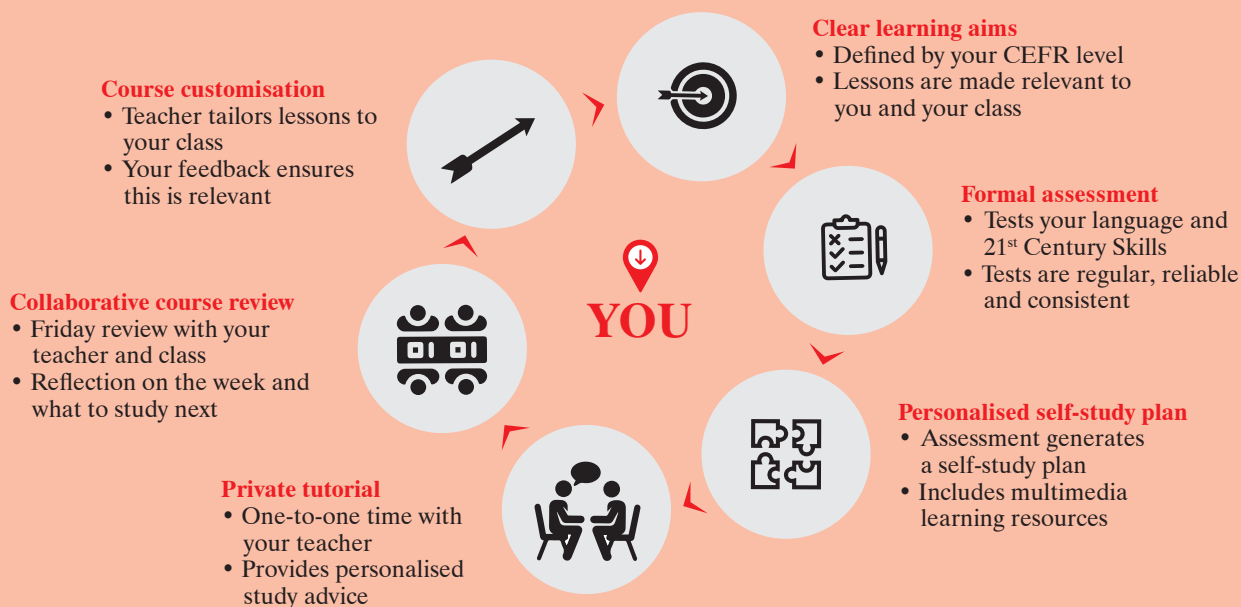 Clear learning aims
• Defined by your CEFR level
• Lessons are made relevant to
you and your class
Formal assessment
• Tests your language and
21st Century Skills
• Tests are regular, reliable
and consistent
Personalised self-study plan
• Assessment generates
a self-study plan
• Includes multimedia
learning resources
Private tutorial
• One-to-one time with
your teacher
• Provides personalised
study advice
Collaborative course review
• Friday review with your
teacher and class
• Reflection on the week and
what to study next
Course customisation
• Teacher tailors lessons to
your class
• Your feedback ensures
this is relevant
YOU